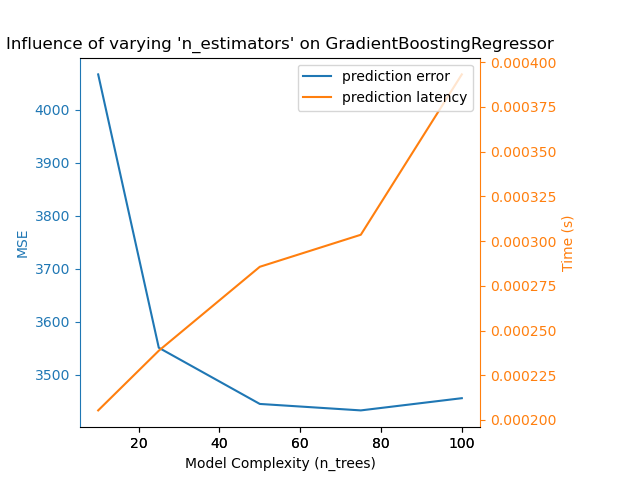 Influence of varying 'n_estimators' on GradientBoostingRegressor
prediction error
prediction latency
MSE
4000
3900
3800
3700
3600
3500
0.000400
0.000375
0.000350
0.000325
0.000300
0.000275
0.000250
0.000225
0.000200
Time (s)
20 40 60 80 100
Model Complexity (n_trees)